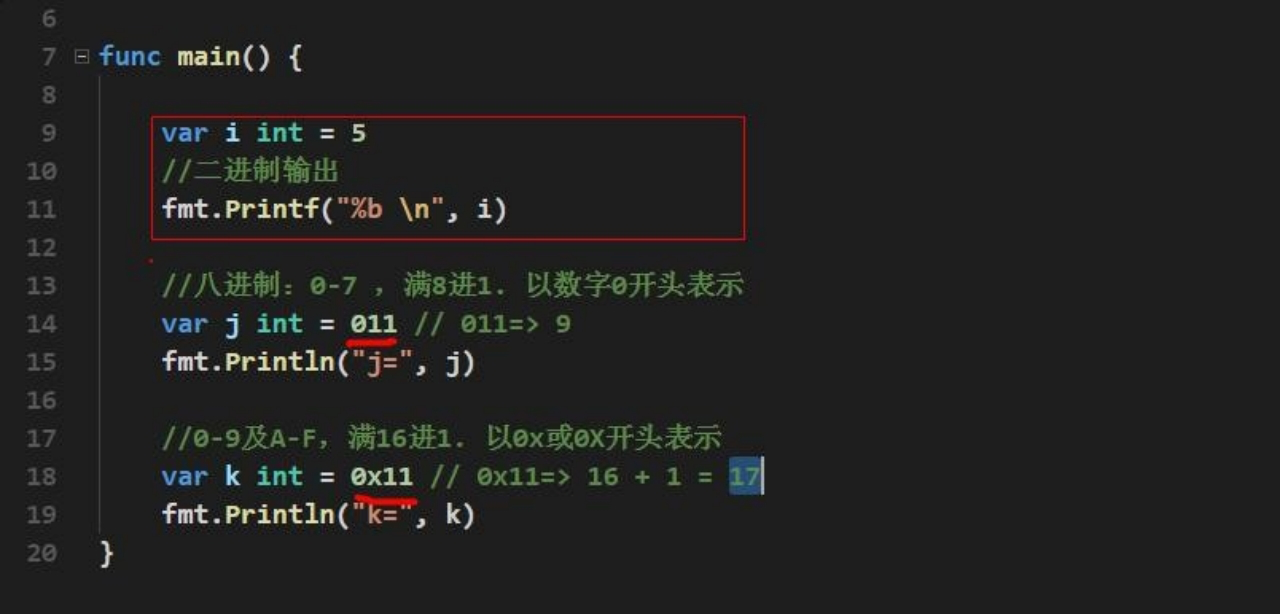 6
7 func main() {
8
9 var i int = 5
10 //二进制输出
11 fmt.Printf("%b \n", i)
12
13 //八进制：0-7 ，满8进1. 以数字0开头表示
14 var j int = 011 // 011=> 9
15 fmt.Println("j=", j)
16
17 //0-9及A-F，满16进1. 以0x或0X开头表示
18 var k int = 0x11 // 0x11=> 16 + 1 = 17
19 fmt.Println("k=", k)
20 }